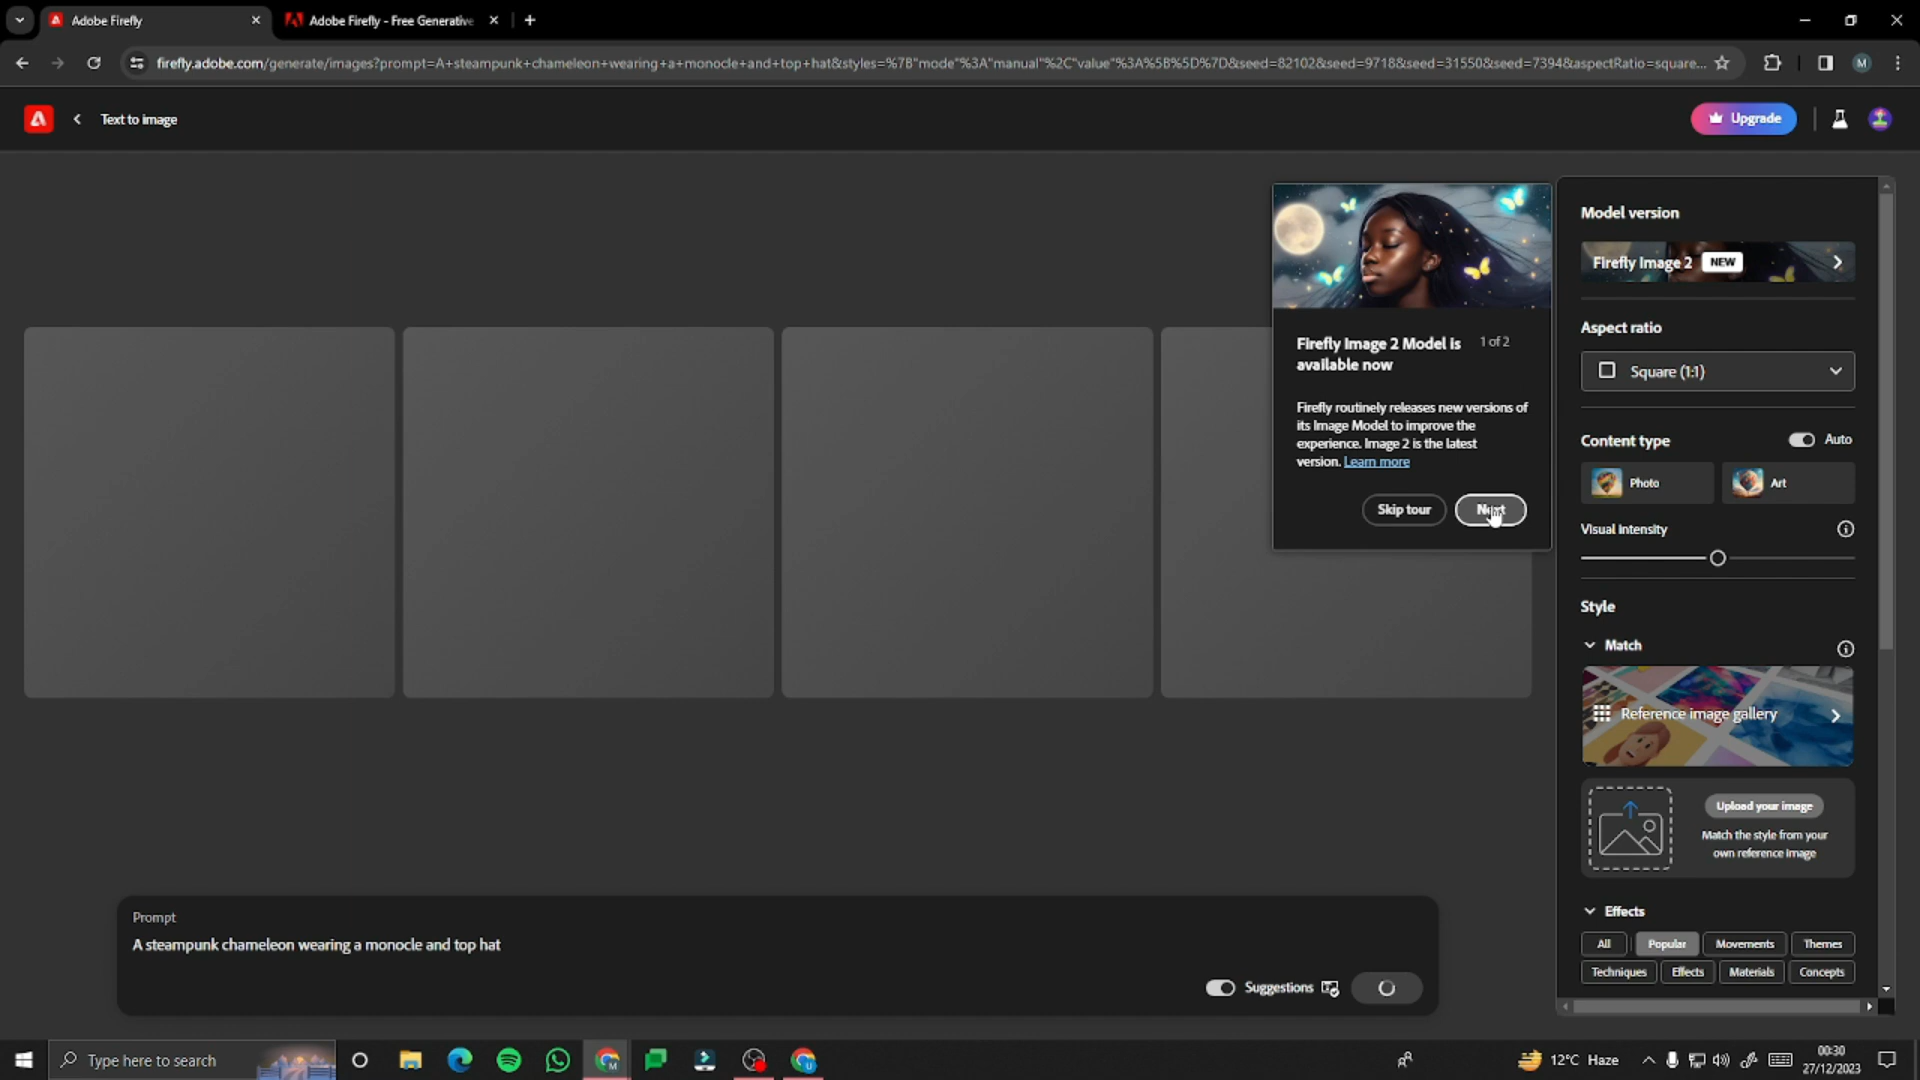 Adobe Firefly
Adobe Firefly - Free Generative
firefly.adobe.com/generate/images?prompt=A+steampunk+chameleon+wearing+a+monocle+and+top+hat&styles=%7B"mode"%3A"manual"%2C"value"%3A%5B%5D%7D&seed=82102&seed=9718&seed=31550&seed=7394&aspectRatio=square...
M
Text to image
Upgrade
Firefly Image 2 Model is
available now
1 of 2
Firefly routinely releases new versions of
its Image Model to improve the
experience. Image 2 is the latest
version. Learn more
Skip tour
Next
Model version
Firefly Image 2 NEW
Aspect ratio
Square (1:1)
Content type
Auto
Photo
Art
Visual intensity
Style
Match
Reference image gallery
Upload your image
Match the style from your
own reference image
Effects
All Popular Movements Themes
Techniques Effects Materials Concepts
Prompt
A steampunk chameleon wearing a monocle and top hat
Suggestions
Type here to search
12°C Haze
00:30
27/12/2023